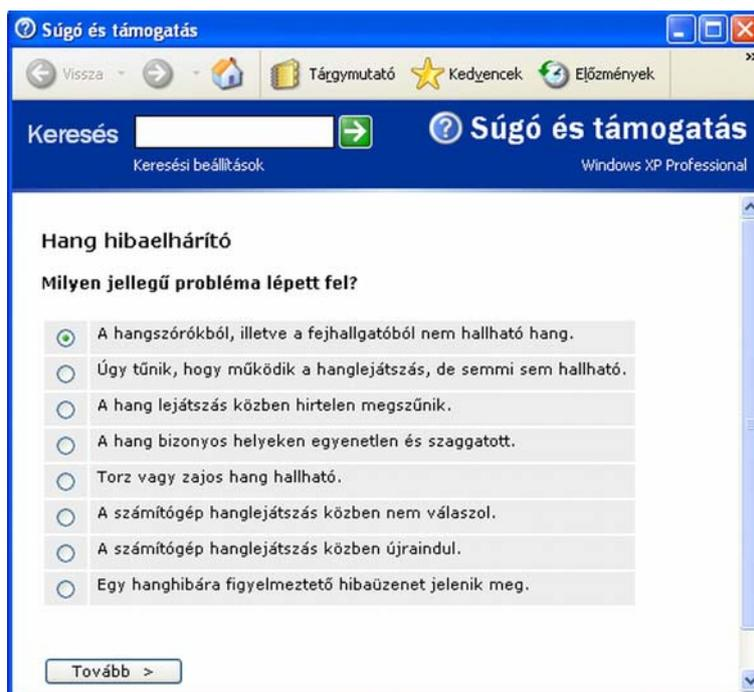 Súgó és támogatás
Vissza Tárgymutató Kedvencek Előzmények »
Keresés Súgó és támogatás
Keresési beállítások Windows XP Professional
Hang hibaelhárító
Milyen jellegű probléma lépett fel?
A hangszórókból, illetve a fejhallgatóból nem hallható hang.
Úgy tűnik, hogy működik a hanglejátszás, de semmi sem hallható.
A hang lejátszás közben hirtelen megszűnik.
A hang bizonyos helyeken egyenetlen és szaggatott.
Torz vagy zajos hang hallható.
A számítógép hanglejátszás közben nem válaszol.
A számítógép hanglejátszás közben újraindul.
Egy hanghibára figyelmeztető hibaüzenet jelenik meg.
Tovább >